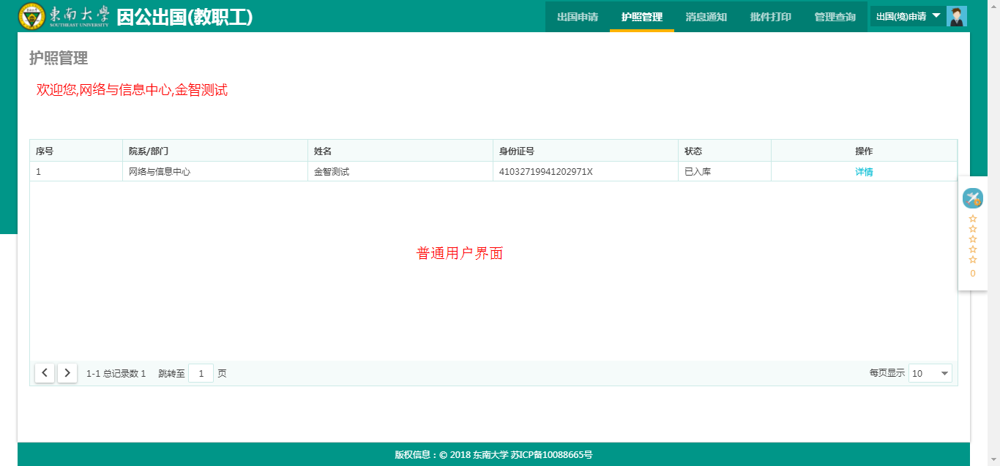 東南大學
SOUTHEAST UNIVERSITY
因公出国(教职工)
出国申请 护照管理 消息通知 批件打印 管理查询 出国(境)申请
护照管理
欢迎您,网络与信息中心,金智测试
序号 院系/部门 姓名 身份证号 状态 操作
1 网络与信息中心 金智测试 41032719941202971X 已入库 详情
普通用户界面
0
1-1 总记录数 1 跳转至 1 页 每页显示 10
版权信息：© 2018 东南大学 苏ICP备10088665号